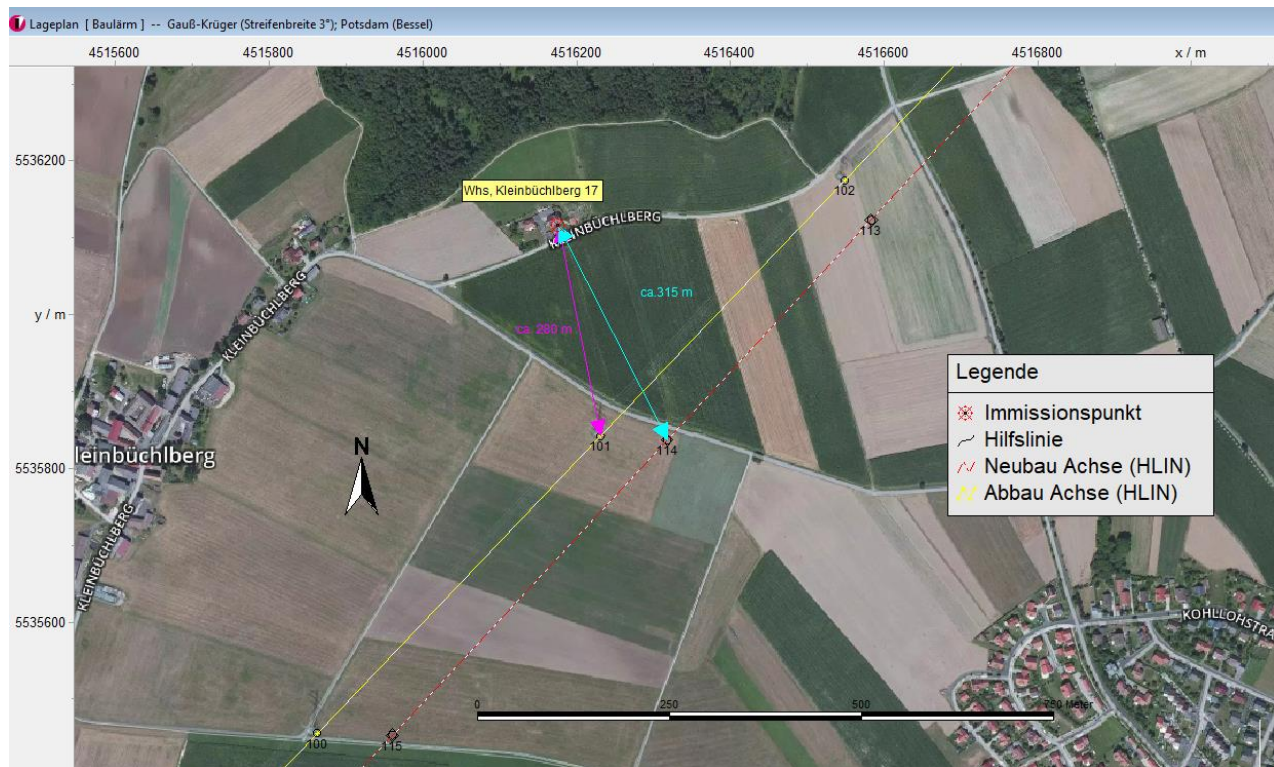 Lageplan [ Baulärm ] -- Gauß-Krüger (Streifenbreite 3°); Potsdam (Bessel)
4515600 4515800 4516000 4516200 4516400 4516600 4516800 x / m
5536200
Whs, Kleinbüchlberg 17
102
KLEINBÜCHLBERG
113
ca.315 m
y / m
ca. 280 m
KLEINBÜCHLBERG
Legende
Immissionspunkt
Hilfslinie
Neubau Achse (HLIN)
Abbau Achse (HLIN)
101
114
N
leinbüchlberg
5535800
KLEINBÜCHLBERG
5535600
KOHLLOHSTRA
0 250 500 750 Meter
100
115